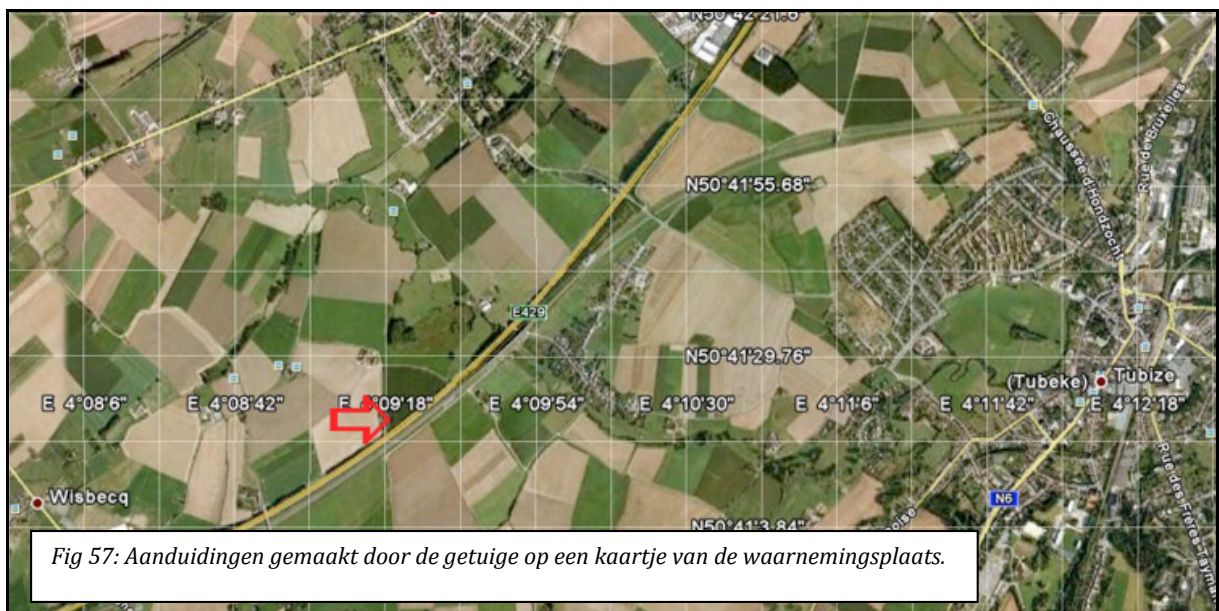 N50°42'21.6"
Chaussée d'Hondzocht
Rue de Bruxelles
N50°41'55.68"
E429
N50°41'29.76"
(Tubeke) Tubize
E 4°08'6" E 4°08'42" E 4°09'18" E 4°09'54" E 4°10'30" E 4°11'6" E 4°11'42" E 4°12'18"
Wisbecq
N6
N50°41'3.84"
Rue des Frères Taymans
Fig 57: Aanduidingen gemaakt door de getuige op een kaartje van de waarnemingsplaats.